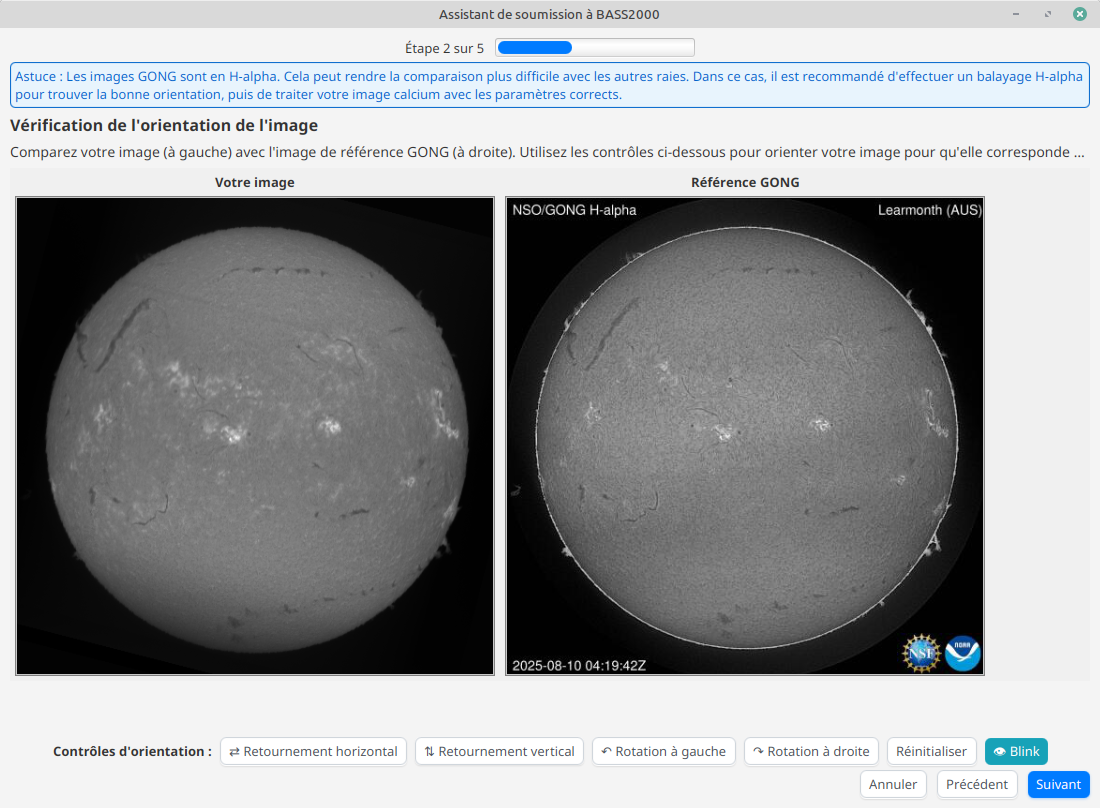 Assistant de soumission à BASS2000
Étape 2 sur 5
Astuce : Les images GONG sont en H-alpha. Cela peut rendre la comparaison plus difficile avec les autres raies. Dans ce cas, il est recommandé d'effectuer un balayage H-alpha
pour trouver la bonne orientation, puis de traiter votre image calcium avec les paramètres corrects.
Vérification de l'orientation de l'image
Comparez votre image (à gauche) avec l'image de référence GONG (à droite). Utilisez les contrôles ci-dessous pour orienter votre image pour qu'elle corresponde ...
Votre image
Référence GONG
NSO/GONG H-alpha
Learmonth (AUS)
2025-08-10 04:19:42Z
NSF
NOAA
Contrôles d'orientation :
⇄ Retournement horizontal
⇅ Retournement vertical
↶ Rotation à gauche
↷ Rotation à droite
Réinitialiser
Blink
Annuler
Précédent
Suivant